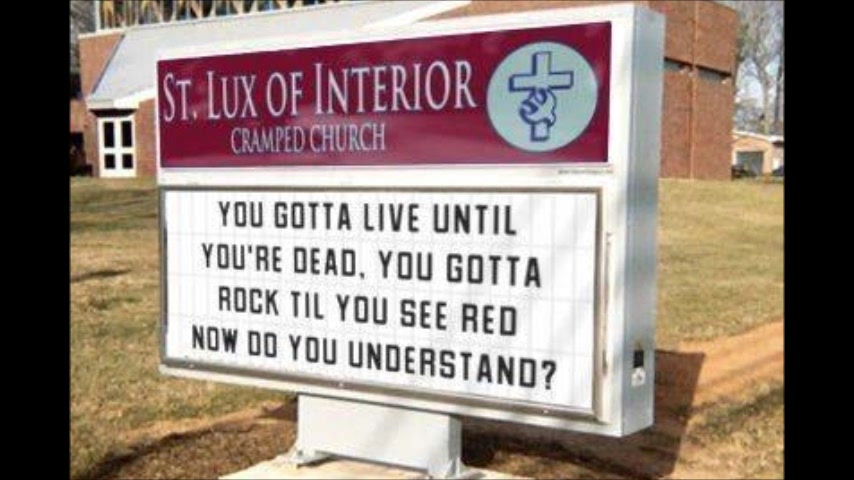 ST. LUX OF INTERIOR
CRAMPED CHURCH
YOU GOTTA LIVE UNTIL
YOU'RE DEAD, YOU GOTTA
ROCK TIL YOU SEE RED
NOW DO YOU UNDERSTAND?